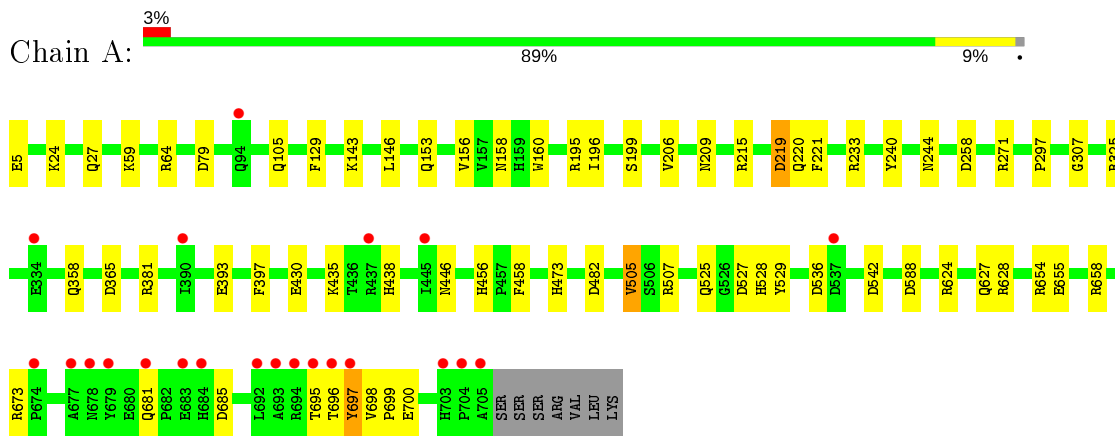 3%
Chain A:
89% 9% •
E5 K24 Q27 K59 R64 D79 Q94 Q105 F129 K143 L146 Q153 V156 V157 N158 H159 W160 R195 I196 S199 V206 N209 R215 D219 Q220 F221 R233 Y240 N244 D258 R271 P297 G307 R325
E334 Q358 D365 R381 I390 E393 F397 E430 K435 T436 R437 H438 I445 N446 H456 P457 F458 H473 D482 V505 S506 R507 Q525 G526 D527 H528 Y529 D536 D537 D542 D588 R624 Q627 R628 R654 E655 R658
R673 P674 A677 N678 Y679 E680 Q681 P682 E683 H684 D685 L692 A693 R694 T695 T696 Y697 V698 P699 E700 H703 P704 A705 SER SER SER ARG VAL LEU LYS